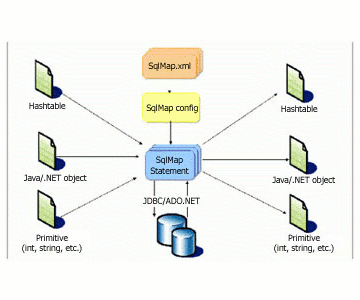 SqlMap.xml
SqlMap config
Hashtable
Hashtable
SqlMap
Statement
Java/.NET object
Java/.NET object
JDBC/ADO.NET
Primitive
(int, string, etc.)
Primitive
(int, string, etc.)